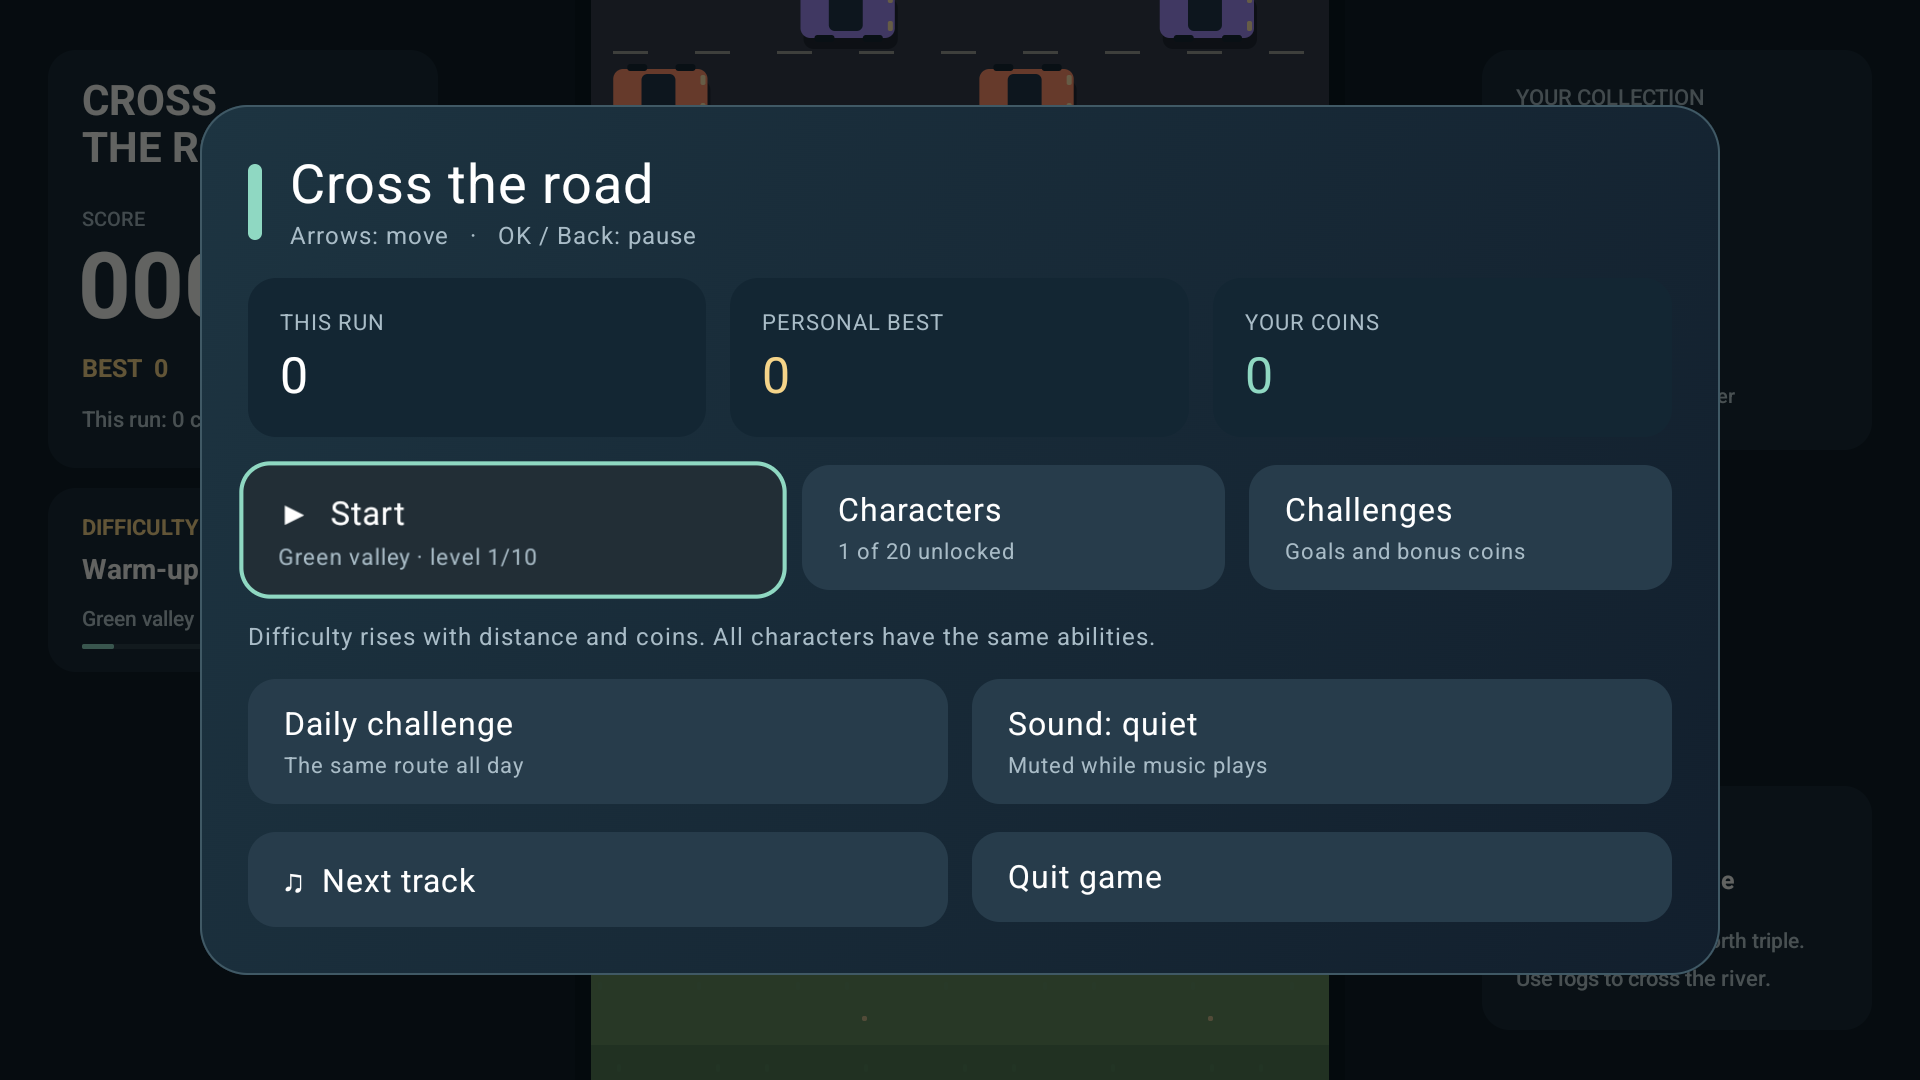 CROSS
THE R
SCORE
000
BEST 0
This run: 0 c
DIFFICULTY
Warm-up
Green valley
YOUR COLLECTION
Cross the road
Arrows: move · OK / Back: pause
THIS RUN
0
PERSONAL BEST
0
YOUR COINS
0
► Start
Green valley · level 1/10
Characters
1 of 20 unlocked
Challenges
Goals and bonus coins
Difficulty rises with distance and coins. All characters have the same abilities.
Daily challenge
The same route all day
Sound: quiet
Muted while music plays
♫ Next track
Quit game
er
e
orth triple.
Use logs to cross the river.